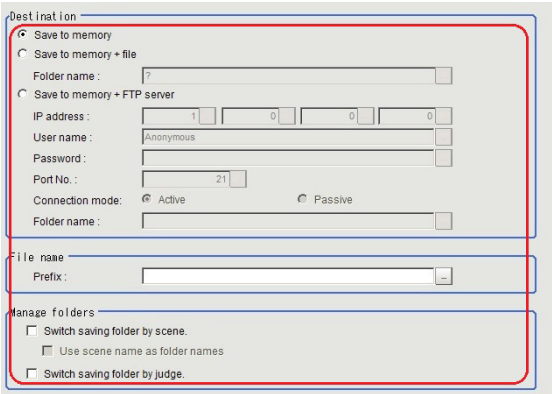 Destination
Save to memory
Save to memory + file
Folder name : ?
Save to memory + FTP server
IP address : 1 0 0 0
User name : Anonymous
Password :
Port No. : 21
Connection mode: Active Passive
Folder name :
File name
Prefix : ...
Manage folders
Switch saving folder by scene.
Use scene name as folder names
Switch saving folder by judge.